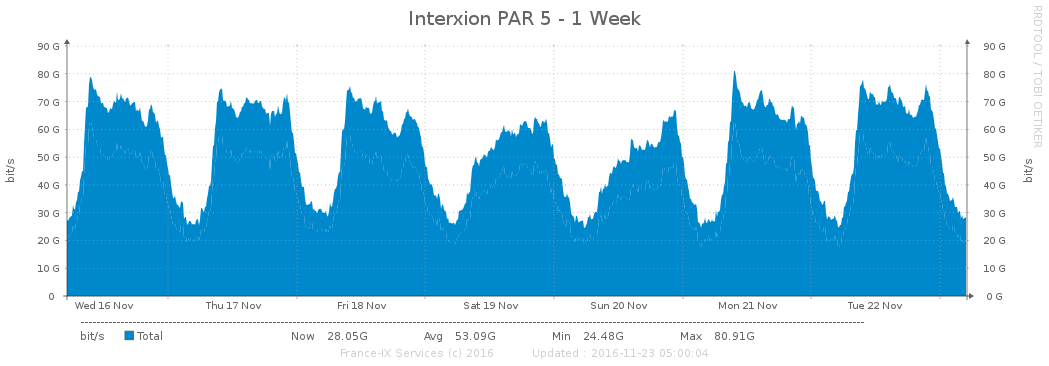 Interxion PAR 5 - 1 Week
RRDTOOL / TOBI OETIKER
bit/s
90 G
80 G
70 G
60 G
50 G
40 G
30 G
20 G
10 G
0
90 G
80 G
70 G
60 G
50 G
40 G
30 G
20 G
10 G
0 G
bit/s
Wed 16 Nov Thu 17 Nov Fri 18 Nov Sat 19 Nov Sun 20 Nov Mon 21 Nov Tue 22 Nov
bit/s Total Now 28.05G Avg 53.09G Min 24.48G Max 80.91G
France-IX Services (c) 2016 Updated : 2016-11-23 05:00:04